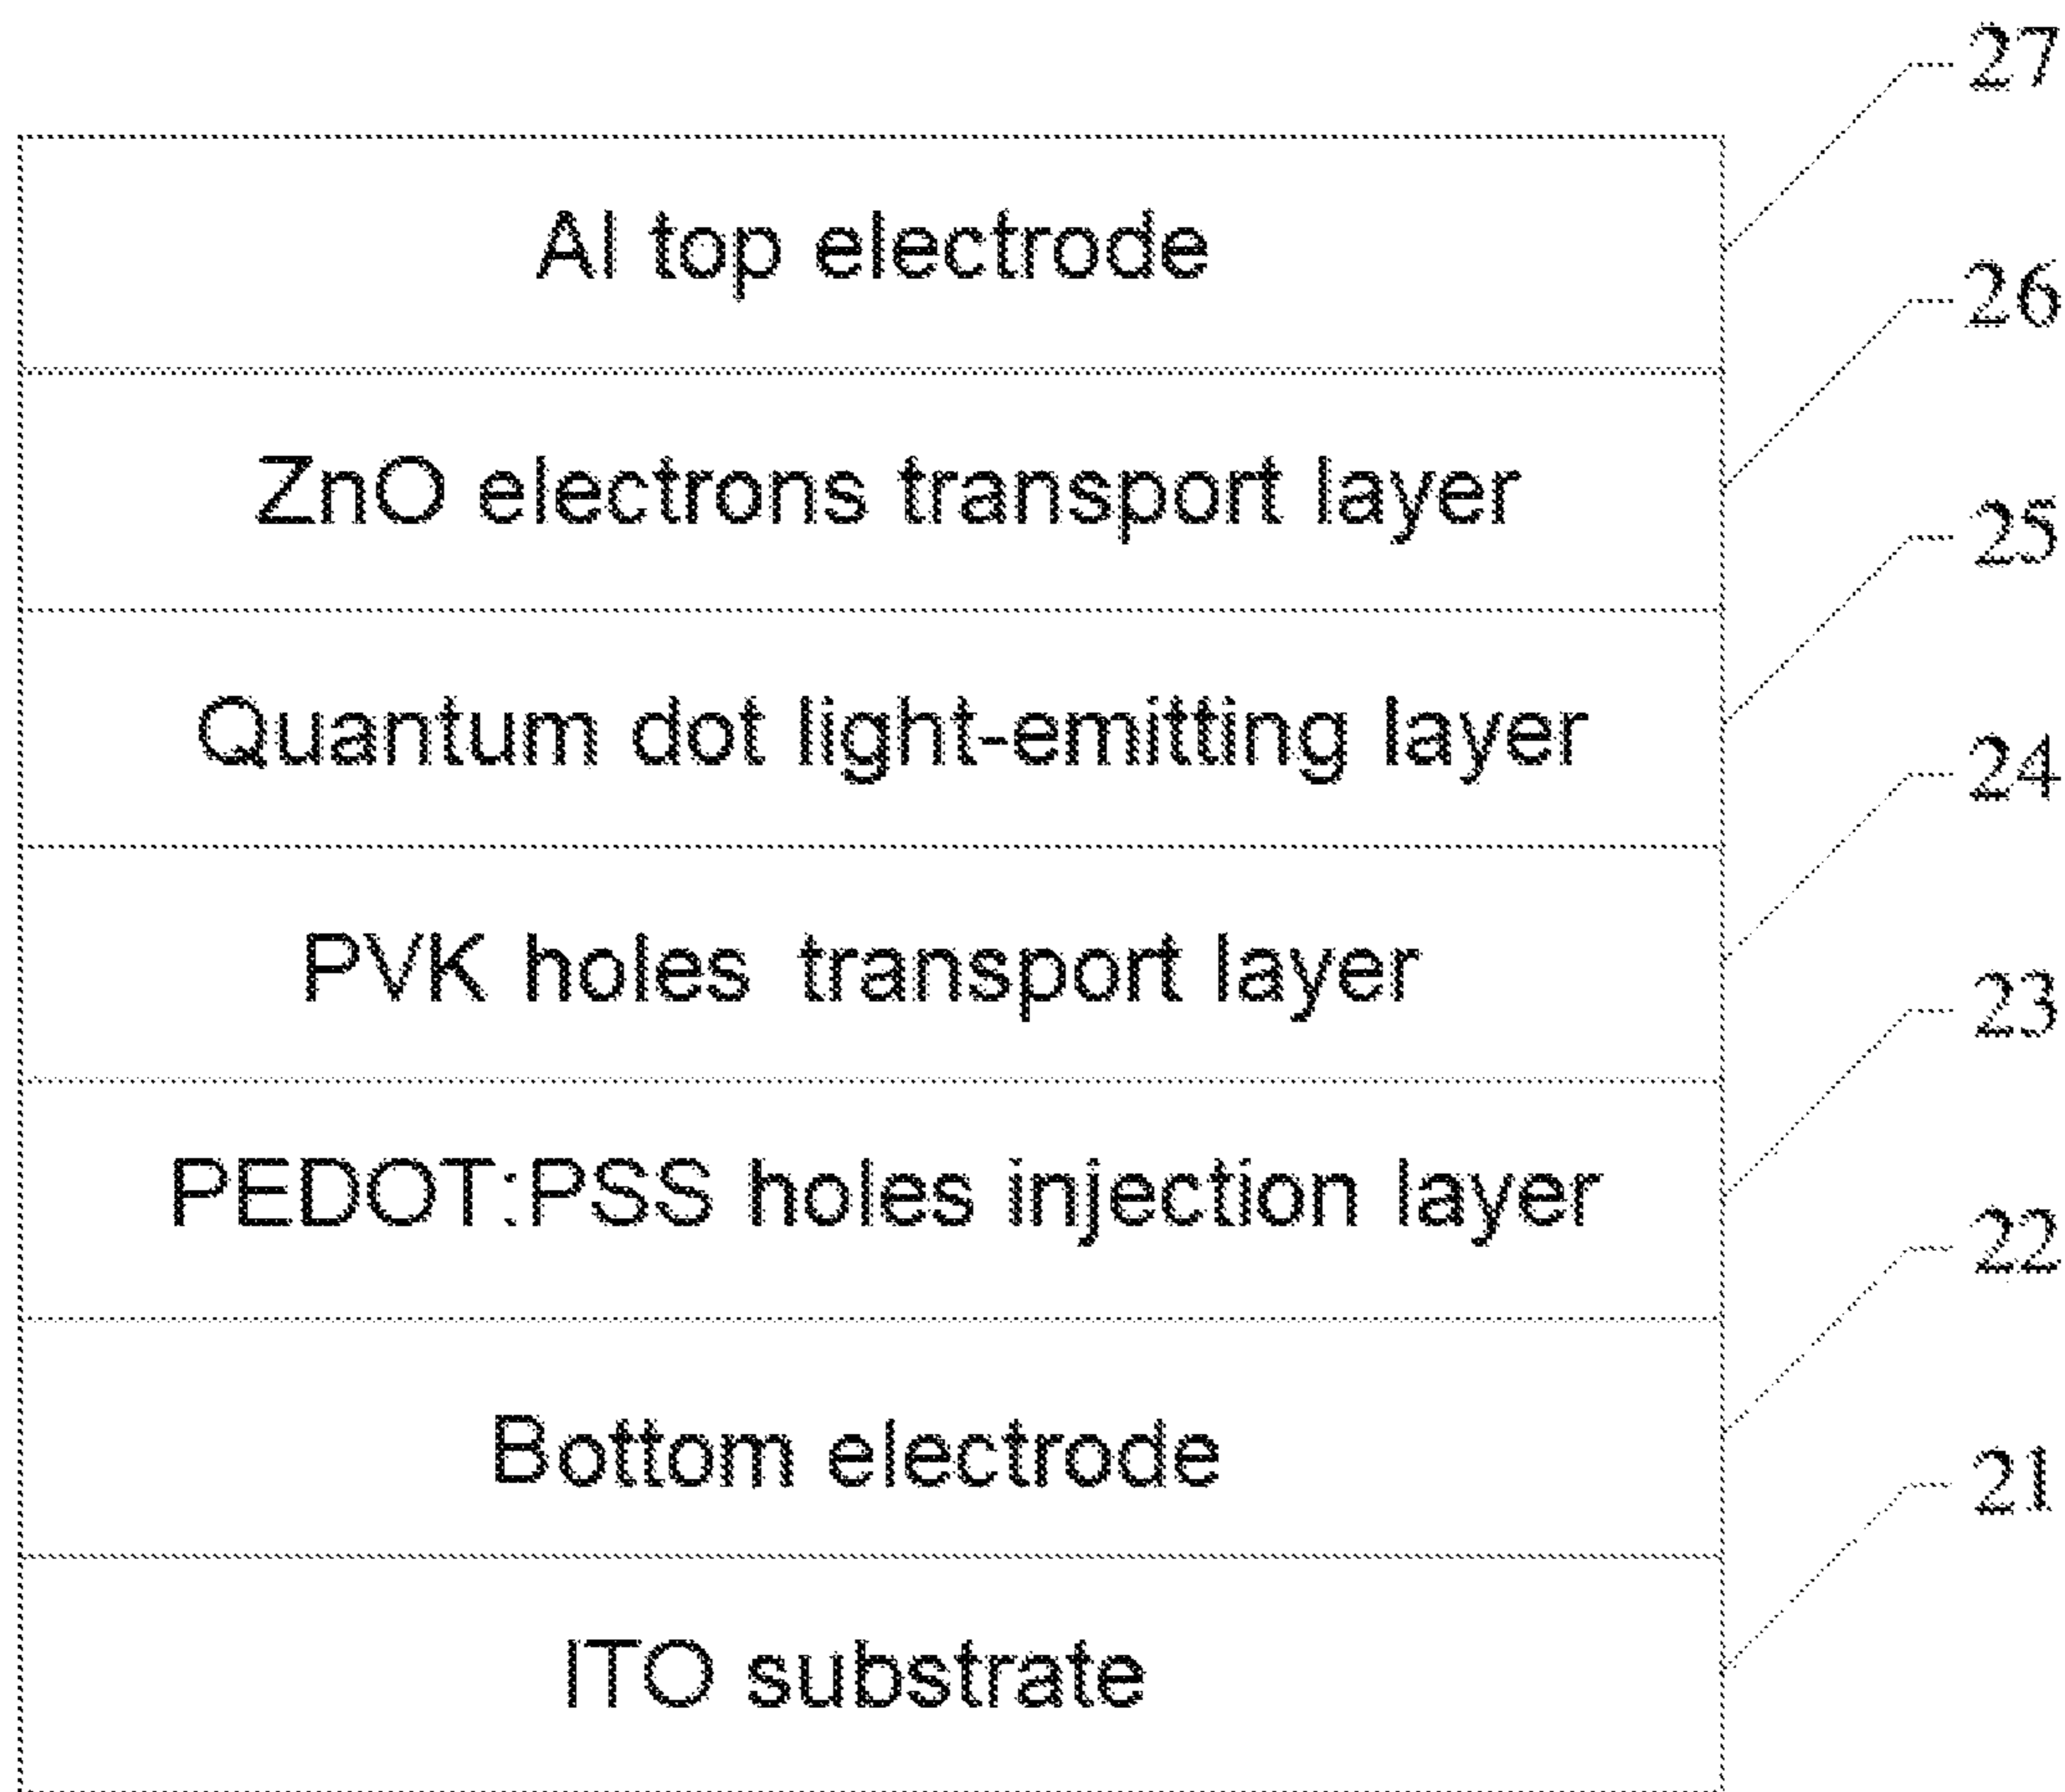 27
Al top electrode
26
ZnO electrons transport layer
25
Quantum dot light-emitting layer
24
PVK holes transport layer
23
PEDOT:PSS holes injection layer
22
Bottom electrode
21
ITO substrate